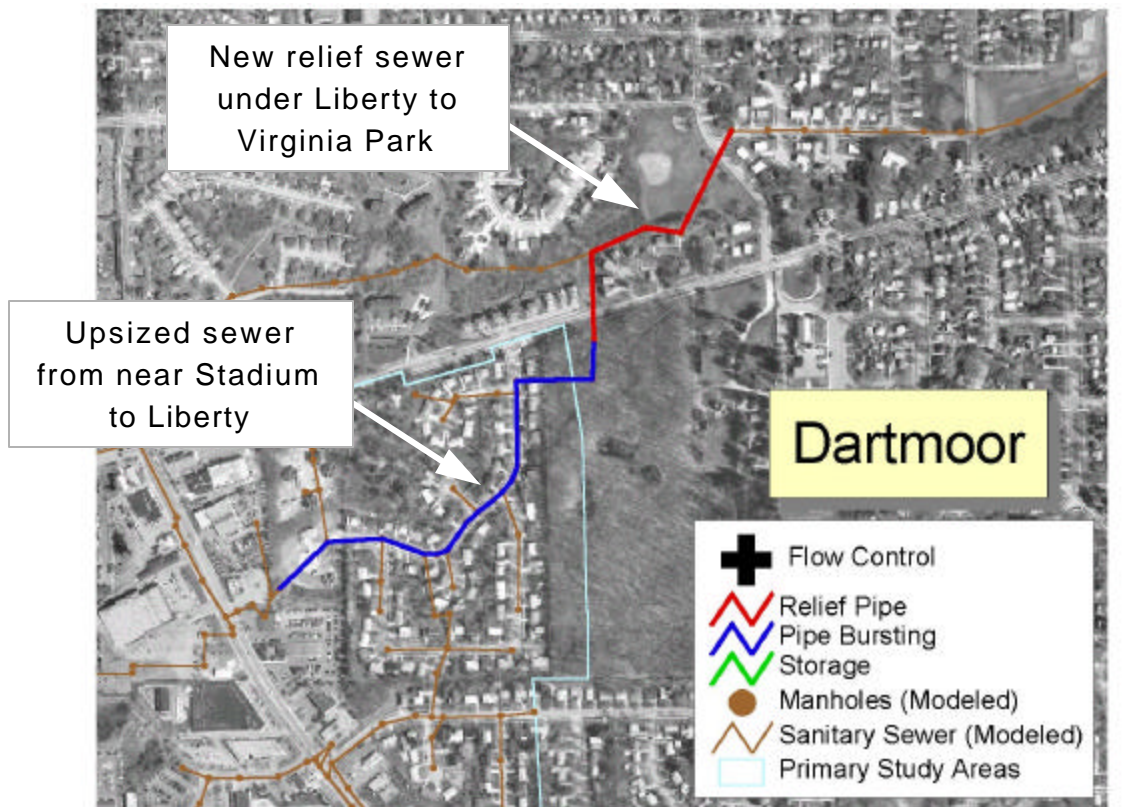 New relief sewer
under Liberty to
Virginia Park
Upsized sewer
from near Stadium
to Liberty
Dartmoor
Flow Control
Relief Pipe
Pipe Bursting
Storage
Manholes (Modeled)
Sanitary Sewer (Modeled)
Primary Study Areas